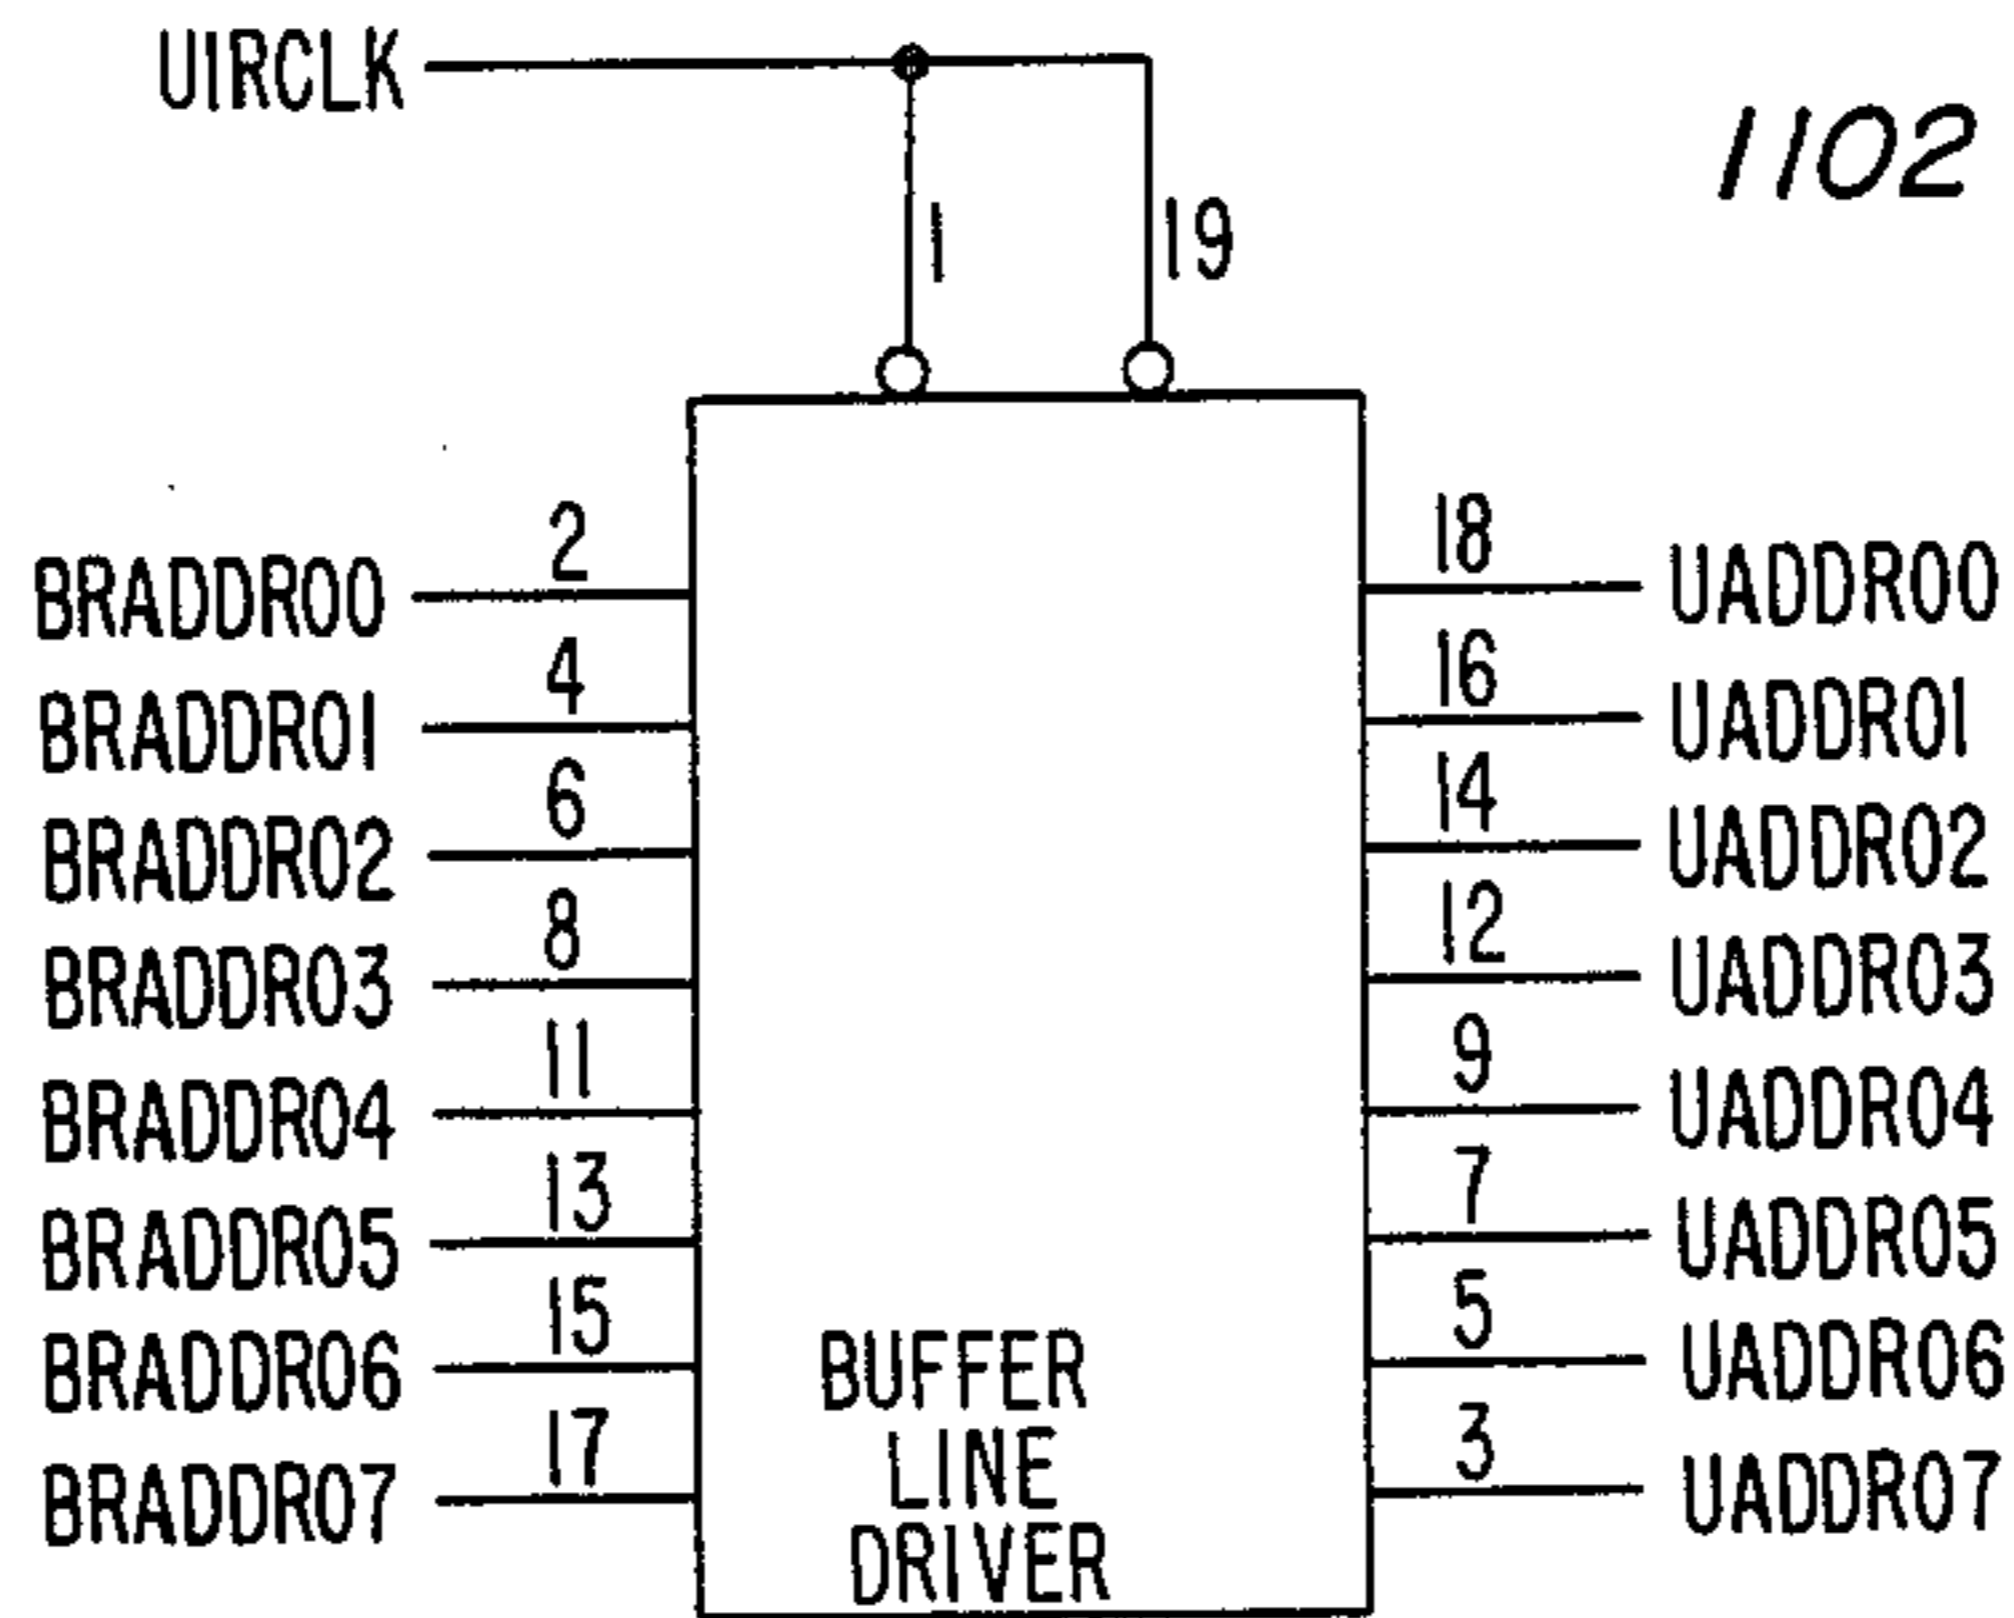 UIRCLK
1102
1 19
2 18
BRADDR00 UADDR00
4 16
BRADDR01 UADDR01
6 14
BRADDR02 UADDR02
8 12
BRADDR03 UADDR03
11 9
BRADDR04 UADDR04
13 7
BRADDR05 UADDR05
15 5
BRADDR06 UADDR06
17 3
BRADDR07 UADDR07
BUFFER
LINE
DRIVER